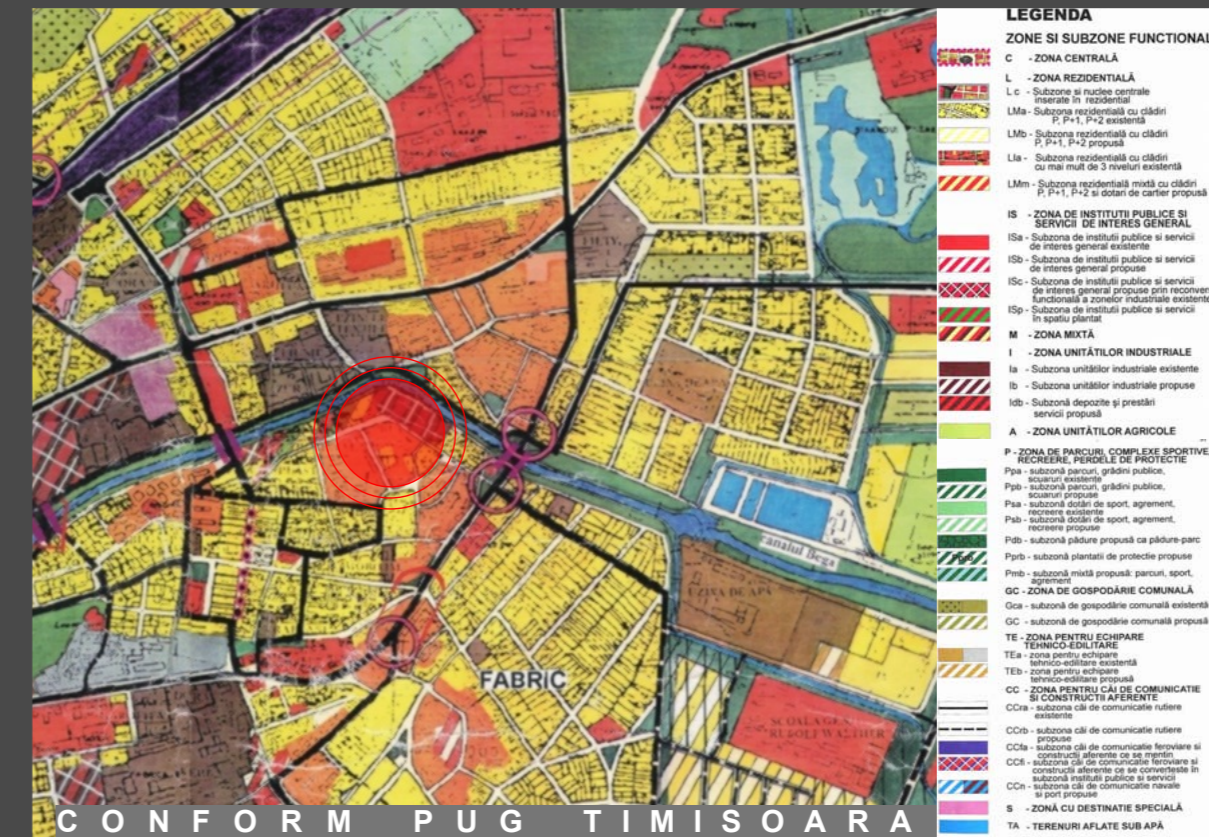 LEGENDA
ZONE SI SUBZONE FUNCTIONAL
C - ZONA CENTRALĂ
L - ZONA REZIDENTIALĂ
Lc - Subzone si nuclee centrale
inserate în rezidential
LMa - Subzona rezidentială cu clădiri
P, P+1, P+2 existentă
LMb - Subzona rezidentială cu clădiri
P, P+1, P+2 propusă
LIa - Subzona rezidentială cu clădiri
cu mai mult de 3 niveluri existentă
LMm - Subzona rezidentială mixtă cu clădiri
P, P+1, P+2 si dotari de cartier propusă
IS - ZONA DE INSTITUTII PUBLICE SI
SERVICII DE INTERES GENERAL
ISa - Subzona de institutii publice si servicii
de interes general existente
ISb - Subzona de institutii publice si servicii
de interes general propuse
ISc - Subzona de institutii publice si servicii
de interes general propuse prin reconver
functională a zonelor industriale existente
ISp - Subzona de institutii publice si servicii
în spatiu plantat
M - ZONA MIXTĂ
I - ZONA UNITĂTILOR INDUSTRIALE
Ia - Subzona unitătilor industriale existente
Ib - Subzona unitătilor industriale propuse
Idb - Subzonă depozite şi prestări
servicii propusă
A - ZONA UNITĂTILOR AGRICOLE
P - ZONA DE PARCURI, COMPLEXE SPORTIVE,
RECREERE, PERDELE DE PROTECTIE
Ppa - subzonă parcuri, grădini publice,
scuaruri existente
Ppb - subzonă parcuri, grădini publice,
scuaruri propuse
Psa - subzonă dotări de sport, agrement,
recreere existente
Psb - subzonă dotări de sport, agrement,
recreere propuse
Pdb - subzonă pădure propusă ca pădure-parc
Pprb - subzonă plantatii de protectie propuse
Pmb - subzonă mixtă propusă: parcuri, sport,
agrement
GC - ZONA DE GOSPODĂRIE COMUNALĂ
Gca - subzonă de gospodărie comunală existentă
GC - subzonă de gospodărie comunală propusă
TE - ZONA PENTRU ECHIPARE
TEHNICO-EDILITARE
TEa - zona pentru echipare
tehnico-edilitare existentă
TEb - zona pentru echipare
tehnico-edilitare propusă
CC - ZONA PENTRU CĂI DE COMUNICATIE
SI CONSTRUCTII AFERENTE
CCra - subzona căi de comunicatie rutiere
existente
CCrb - subzona căi de comunicatie rutiere
propuse
CCfa - subzona căi de comunicatie feroviare si
constructii aferente ce se mentin
CCfi - subzona căi de comunicatie feroviare si
constructii aferente ce se converteste în
subzonă institutii publice si servicii
CCn - subzona căi de comunicatie navale
si port propuse
S - ZONĂ CU DESTINATIE SPECIALĂ
TA - TERENURI AFLATE SUB APĂ
canalul Bega
UZINA DE APA
FABRIC
SCOALA GEN.
RUDOLF WALTHER
CONFORM PUG TIMISOARA